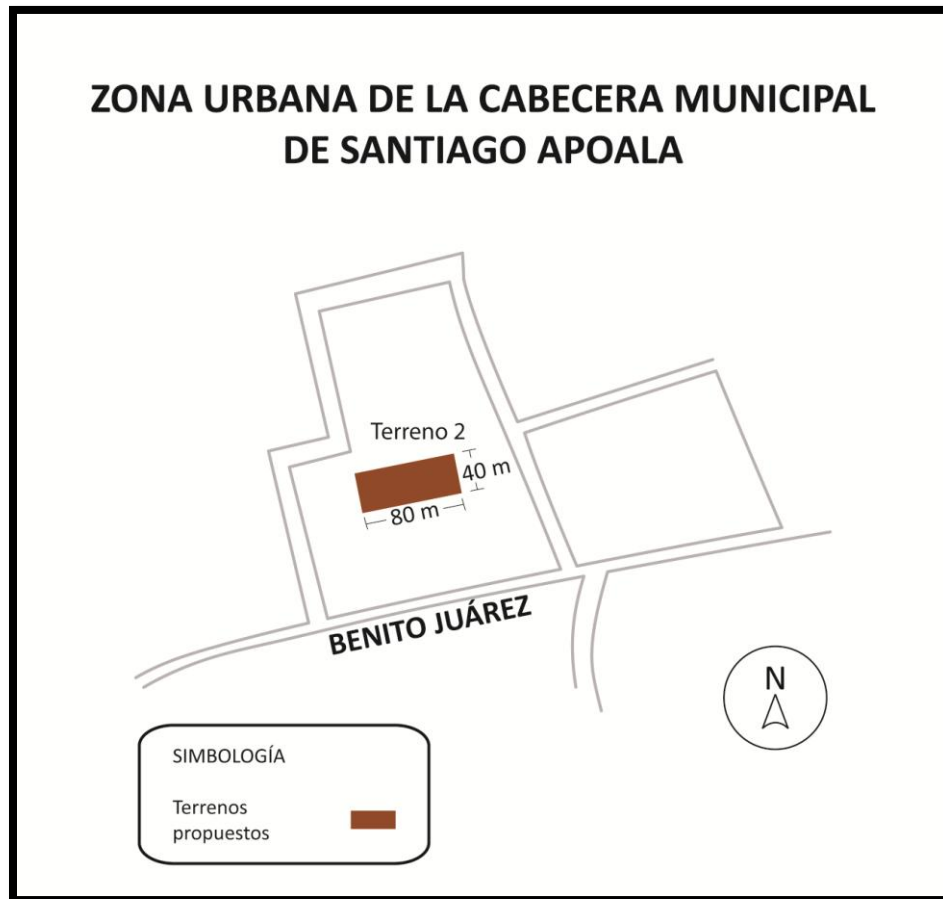 ZONA URBANA DE LA CABECERA MUNICIPAL
DE SANTIAGO APOALA
Terreno 2
40 m
80 m
BENITO JUÁREZ
N
SIMBOLOGÍA
Terrenos
propuestos